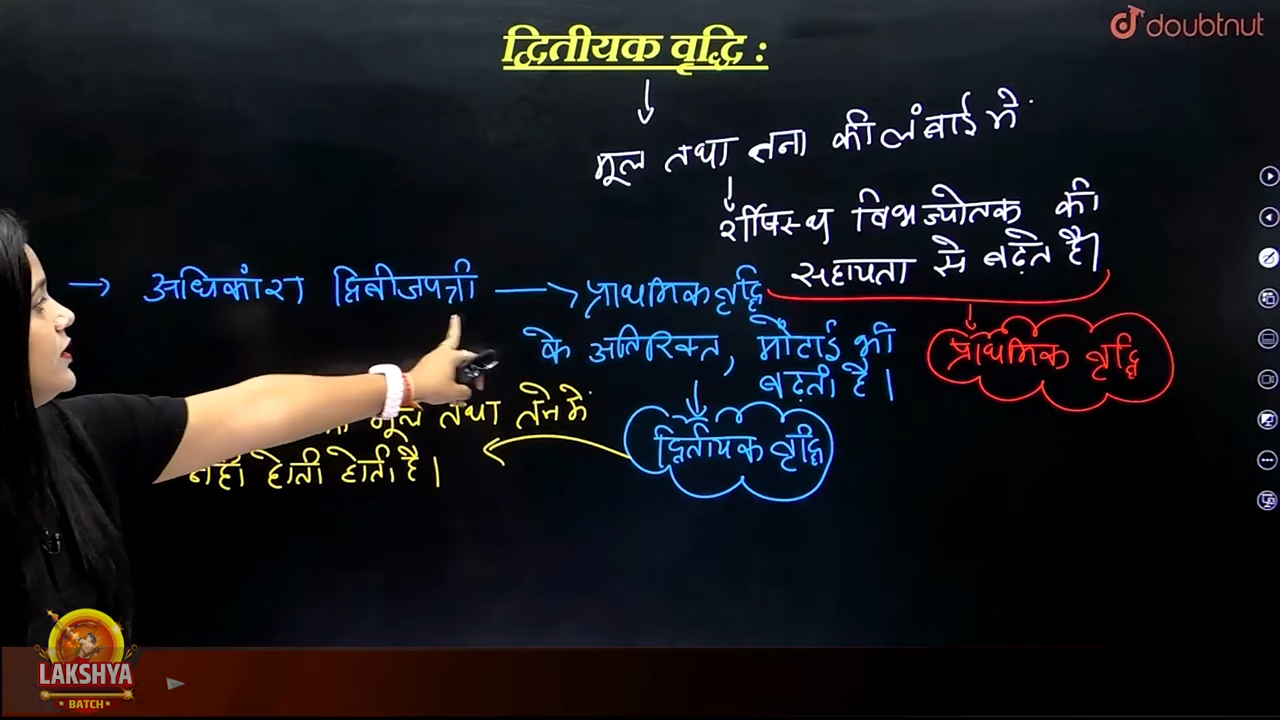 doubtnut
द्वितीयक वृद्धि :
मूल तथा तना की लंबाई में
शीर्षस्थ विभज्योतक की
सहायता से बढ़ते है।
→ अधिकांश द्विबीजपत्री → प्राथमिक वृद्धि
के अतिरिक्त, मोंटाई भी
बढ़ती है।
प्राथमिक वृद्धि
मूल तथा तने में
द्वितीयक वृद्धि
नहीं होती होती है।
LAKSHYA
BATCH